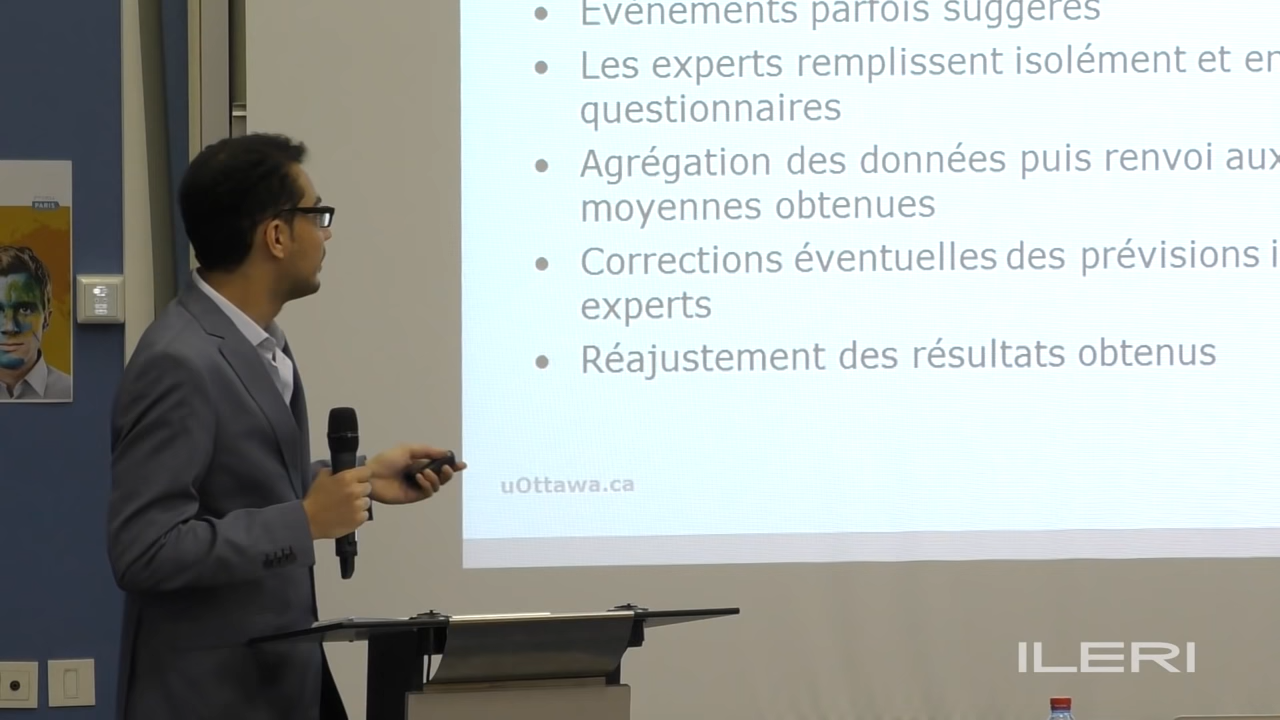 Evénements parfois suggérés
Les experts remplissent isolément et en
questionnaires
Agrégation des données puis renvoi aux
moyennes obtenues
Corrections éventuelles des prévisions i
experts
Réajustement des résultats obtenus
uOttawa.ca
PARIS
ILERI